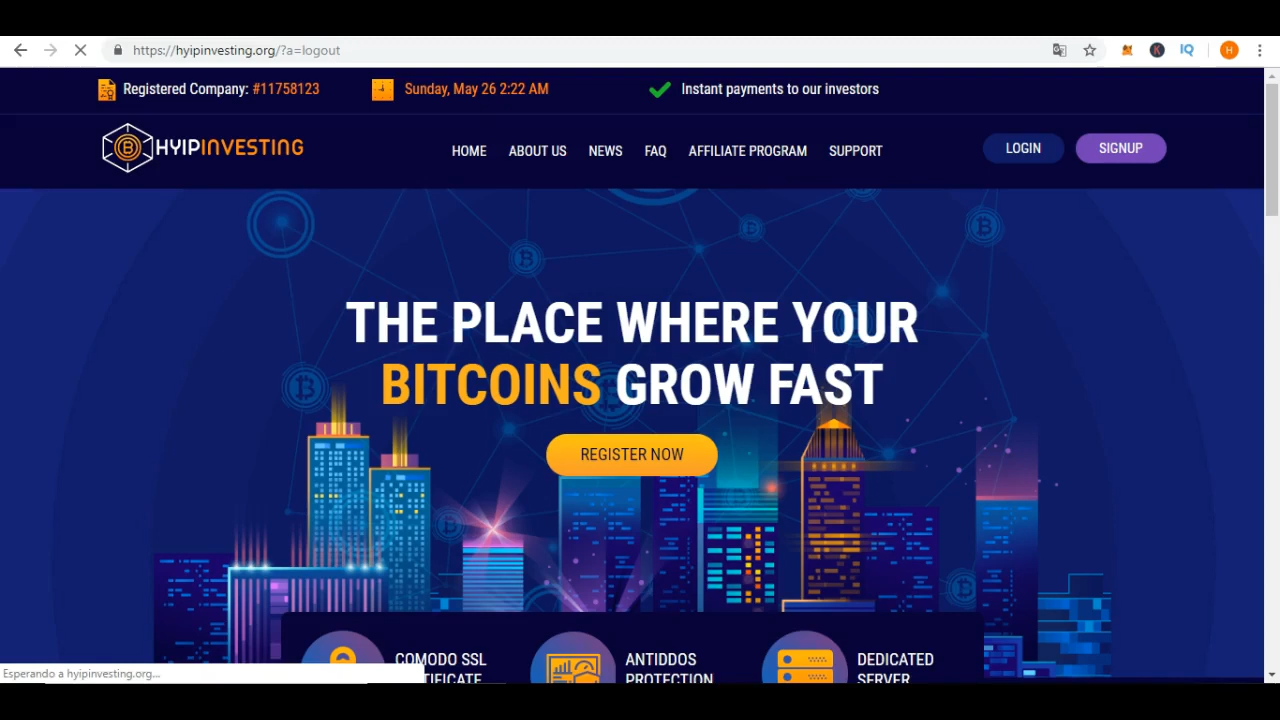 https://hyipinvesting.org/?a=logout
IQ
H
Registered Company: #11758123
Sunday, May 26 2:22 AM
Instant payments to our investors
HYIPINVESTING
HOME
ABOUT US
NEWS
FAQ
AFFILIATE PROGRAM
SUPPORT
LOGIN
SIGNUP
THE PLACE WHERE YOUR
BITCOINS GROW FAST
REGISTER NOW
COMODO SSL
ANTIDDOS
PROTECTION
DEDICATED
SERVER
Esperando a hyipinvesting.org...